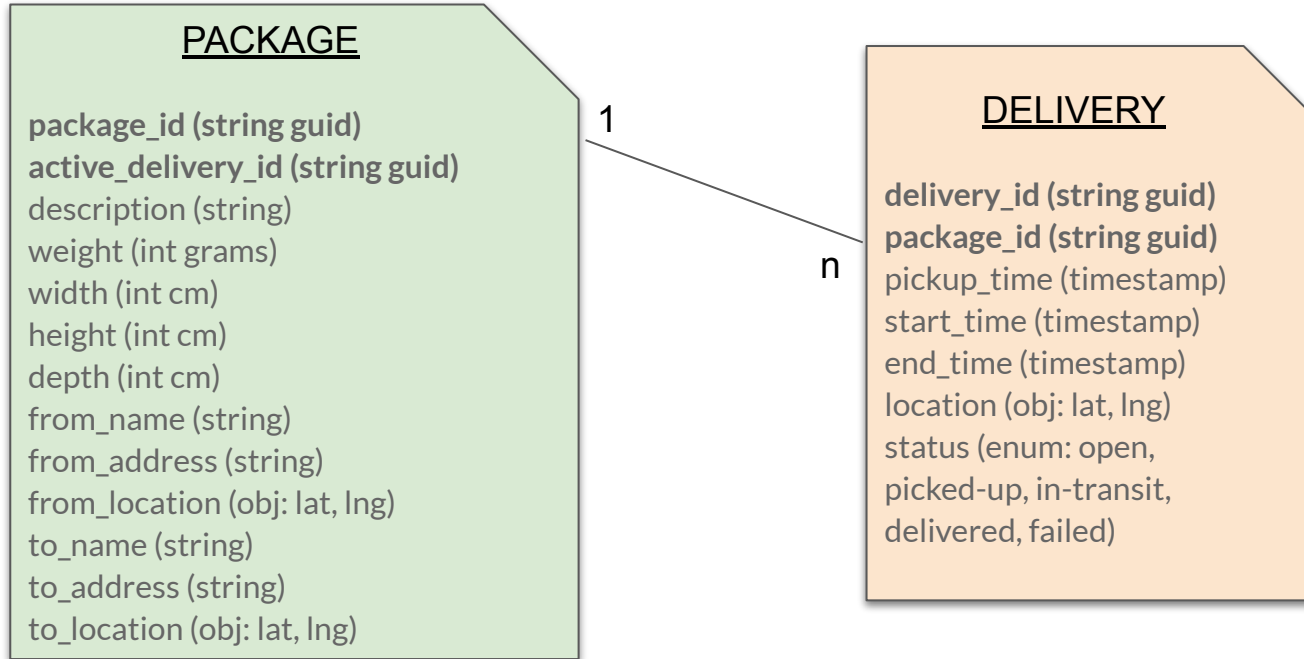 PACKAGE
package_id (string guid)
active_delivery_id (string guid)
description (string)
weight (int grams)
width (int cm)
height (int cm)
depth (int cm)
from_name (string)
from_address (string)
from_location (obj: lat, lng)
to_name (string)
to_address (string)
to_location (obj: lat, lng)
1
n
DELIVERY
delivery_id (string guid)
package_id (string guid)
pickup_time (timestamp)
start_time (timestamp)
end_time (timestamp)
location (obj: lat, lng)
status (enum: open,
picked-up, in-transit,
delivered, failed)